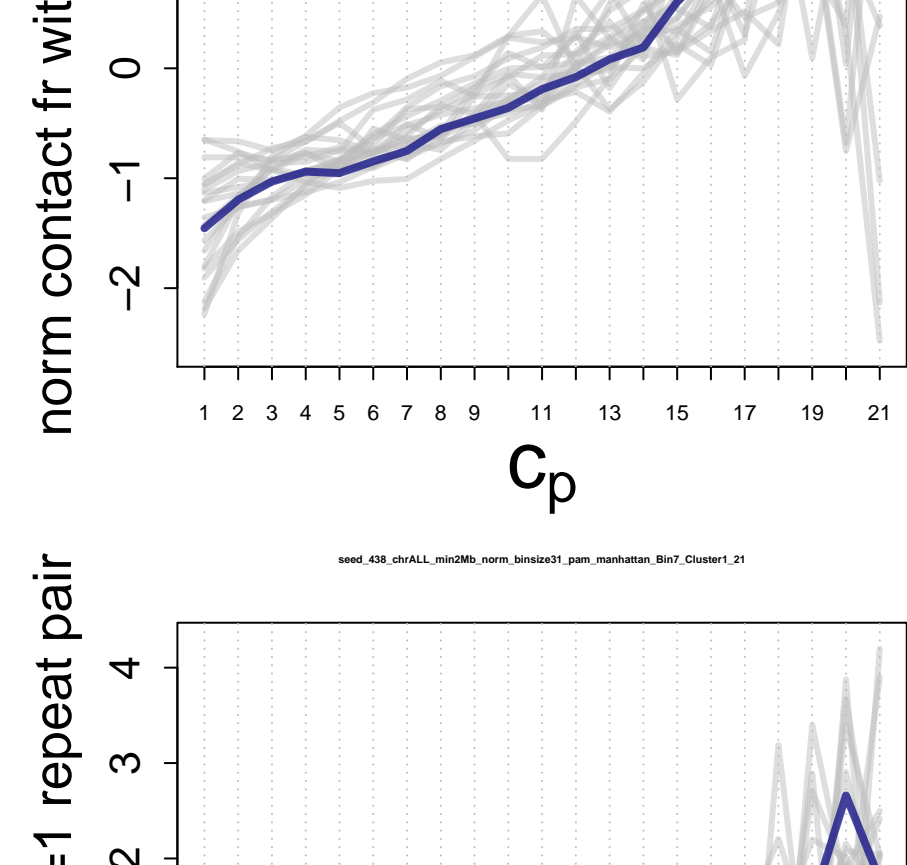 norm contact fr wit
0
−1
−2
1 2 3 4 5 6 7 8 9 11 13 15 17 19 21
cp
seed_438_chrALL_min2Mb_norm_binsize31_pam_manhattan_Bin7_Cluster1_21
=1 repeat pair
4
3
2